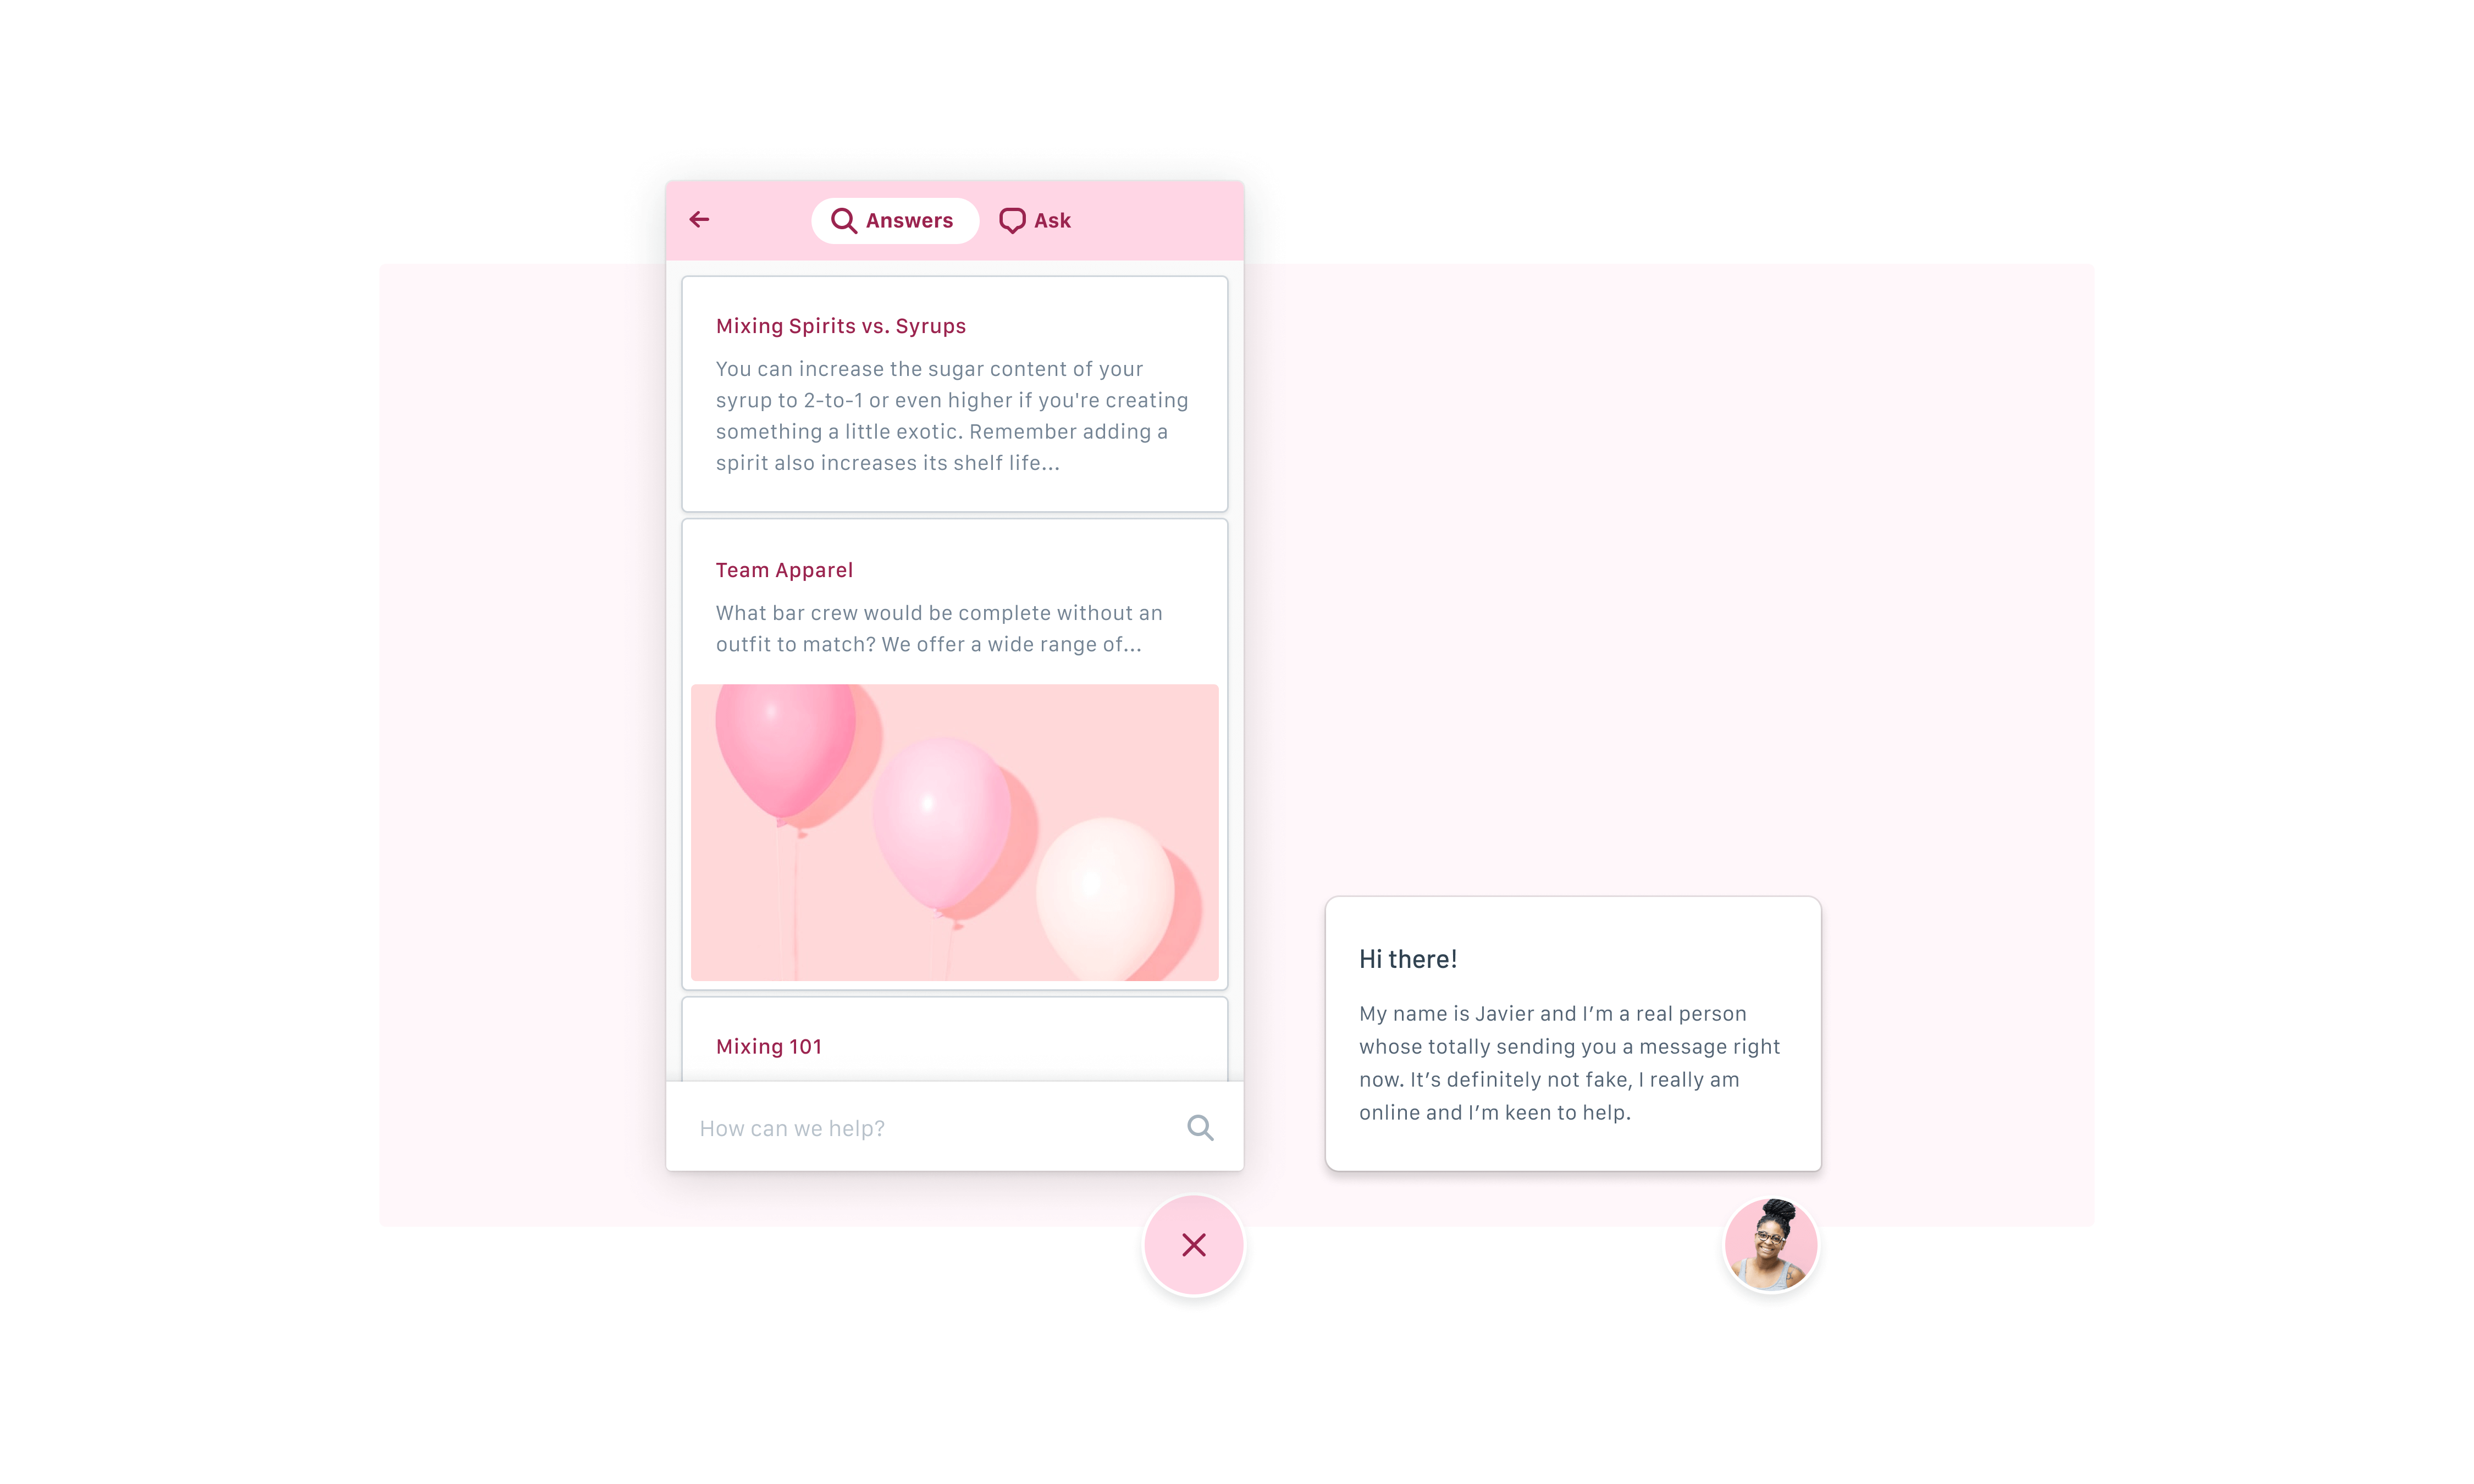 Answers
Ask
Mixing Spirits vs. Syrups
You can increase the sugar content of your
syrup to 2-to-1 or even higher if you're creating
something a little exotic. Remember adding a
spirit also increases its shelf life...
Team Apparel
What bar crew would be complete without an
outfit to match? We offer a wide range of...
Mixing 101
How can we help?
Hi there!
My name is Javier and I’m a real person
whose totally sending you a message right
now. It’s definitely not fake, I really am
online and I’m keen to help.